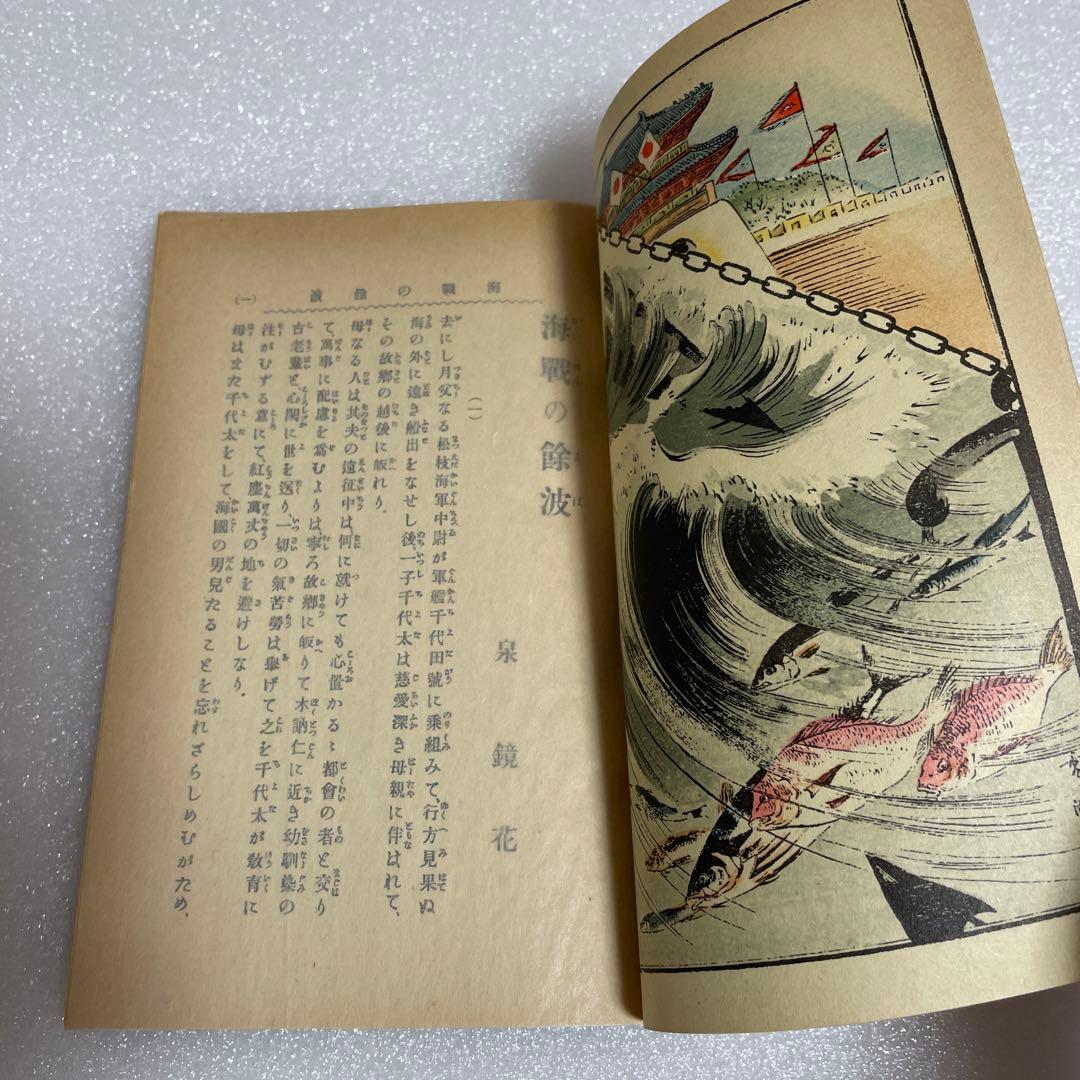 海戰の餘波
(一)
海戰の餘波
泉鏡花
(一)
去にし月父なる松枝海軍中尉が軍艦千代田號に乘組みて、行方見果ぬ
海の外に遠き船出をなせし後、一子千代太は慈愛深き母親に伴はれて、
その故鄕の越後に皈れり。
母なる人は其夫の遠征中は何に就けても心置かるゝ都會の者と交り
て、萬事に配慮を爲むよりは寧ろ故鄕に皈りて木訥仁に近き幼馴染の
古老輩と心閑に世を送り、一切の氣苦勞は擧げて之を千代太が敎育に
注がむずる意にて、紅塵萬丈の地を避けしなり。
母はまた千代太をして、海國の男兒たることを忘れざらしめむがため、